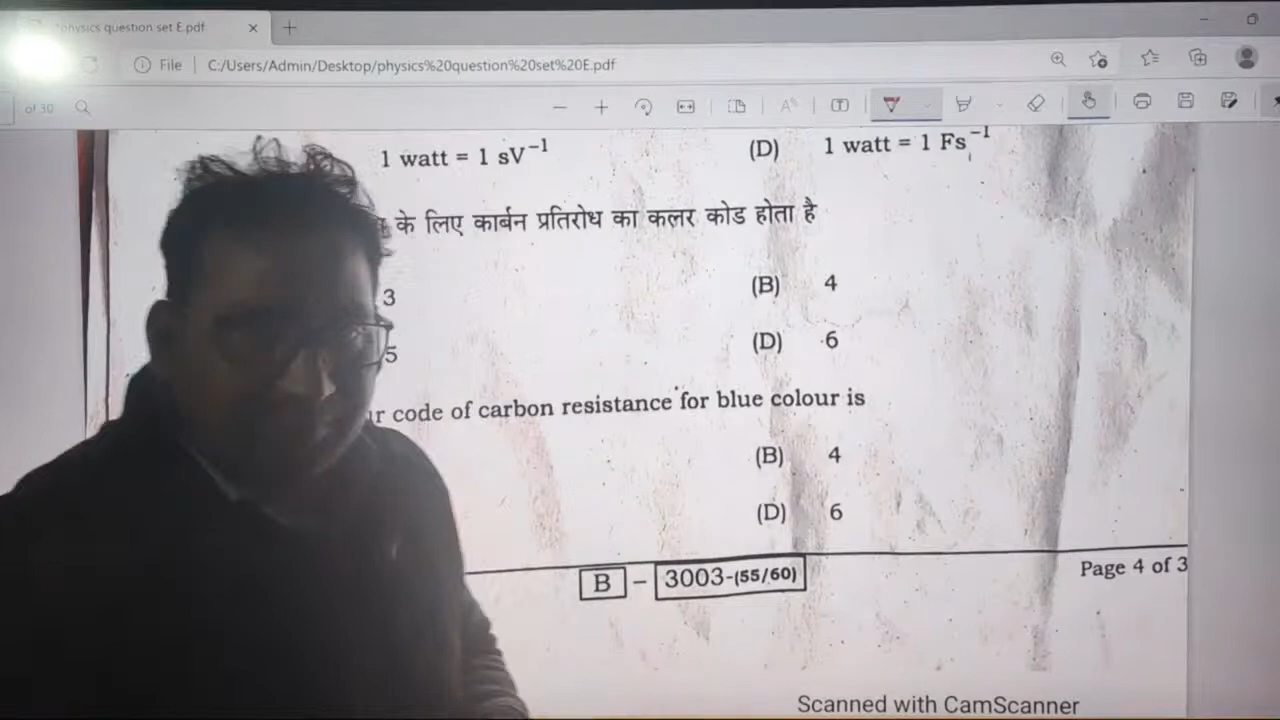 physics question set E.pdf
File C:/Users/Admin/Desktop/physics%20question%20set%20E.pdf
of 30
1 watt = 1 sV⁻¹ (D) 1 watt = 1 Fs⁻¹
के लिए कार्बन प्रतिरोध का कलर कोड होता है
3 (B) 4
5 (D) 6
r code of carbon resistance for blue colour is
(B) 4
(D) 6
B - 3003-(55/60) Page 4 of 3
Scanned with CamScanner